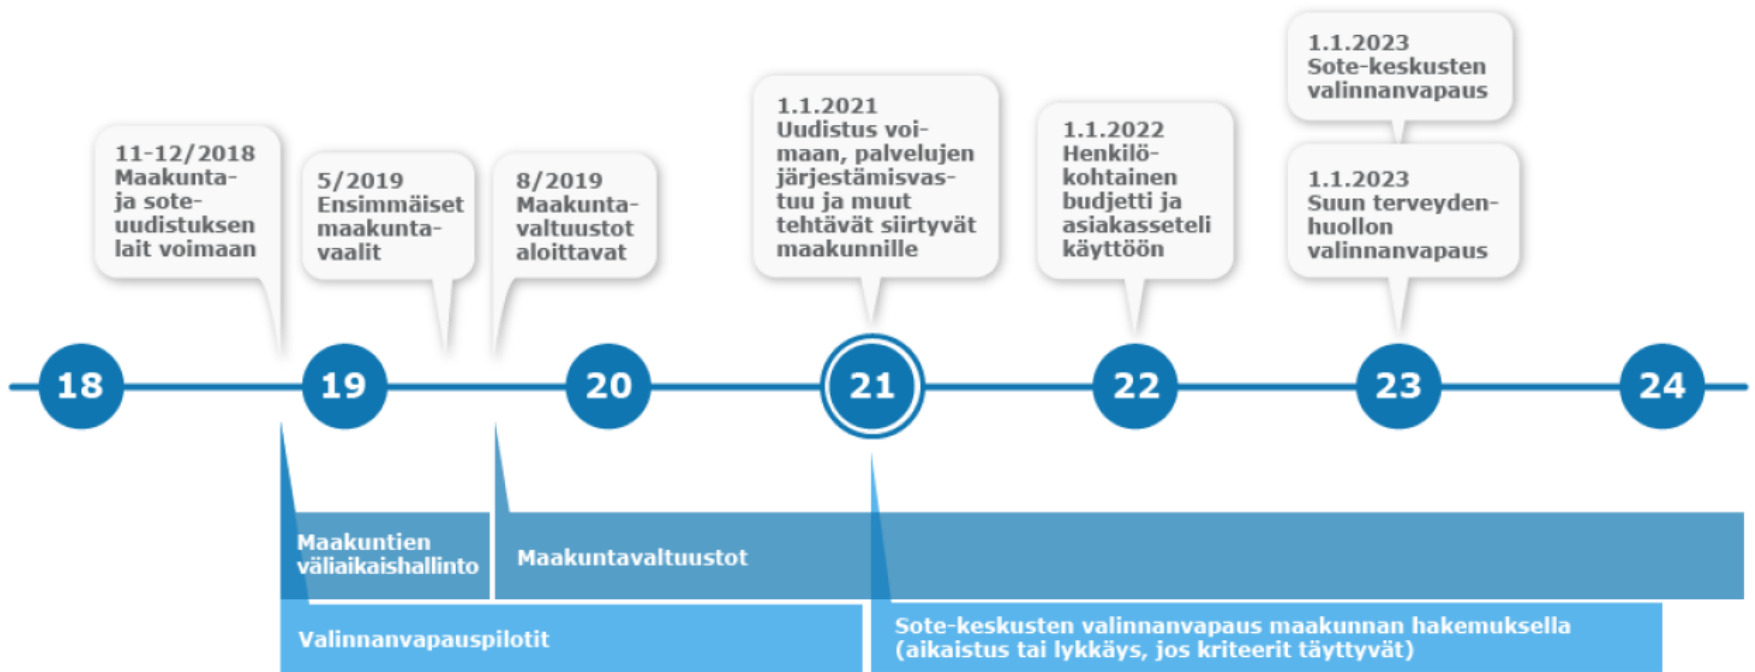 11-12/2018
Maakunta-
ja sote-
uudistuksen
lait voimaan
5/2019
Ensimmäiset
maakunta-
vaalit
8/2019
Maakunta-
valtuustot
aloittavat
1.1.2021
Uudistus voi-
maan, palvelujen
järjestämisvas-
tuu ja muut
tehtävät siirtyvät
maakunnille
1.1.2022
Henkilö-
kohtainen
budjetti ja
asiakasseteli
käyttöön
1.1.2023
Sote-keskusten
valinnanvapaus
1.1.2023
Suun terveyden-
huollon
valinnanvapaus
18
19
20
21
22
23
24
Maakuntien
väliaikaishallinto
Maakuntavaltuustot
Valinnanvapauspilotit
Sote-keskusten valinnanvapaus maakunnan hakemuksella
(aikaistus tai lykkäys, jos kriteerit täyttyvät)